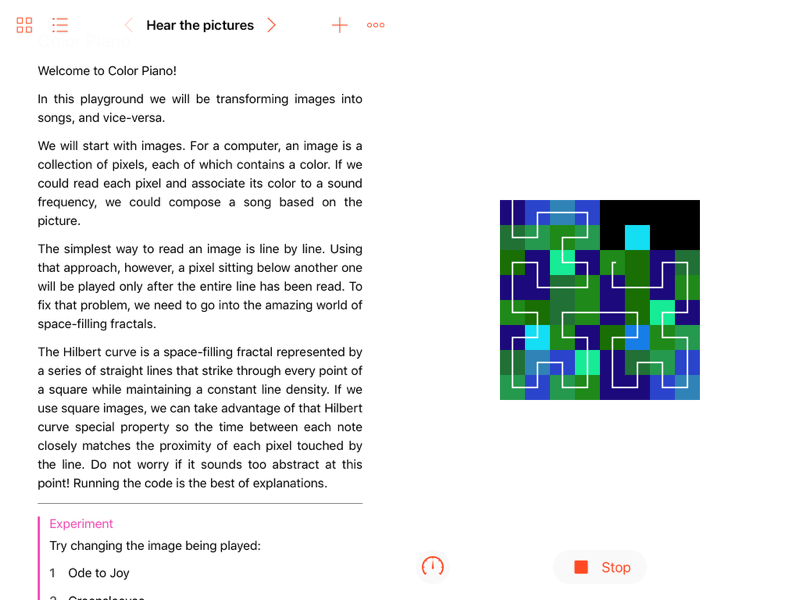 Hear the pictures
Welcome to Color Piano!
In this playground we will be transforming images into
songs, and vice-versa.
We will start with images. For a computer, an image is a
collection of pixels, each of which contains a color. If we
could read each pixel and associate its color to a sound
frequency, we could compose a song based on the
picture.
The simplest way to read an image is line by line. Using
that approach, however, a pixel sitting below another one
will be played only after the entire line has been read. To
fix that problem, we need to go into the amazing world of
space-filling fractals.
The Hilbert curve is a space-filling fractal represented by
a series of straight lines that strike through every point of
a square while maintaining a constant line density. If we
use square images, we can take advantage of that Hilbert
curve special property so the time between each note
closely matches the proximity of each pixel touched by
the line. Do not worry if it sounds too abstract at this
point! Running the code is the best of explanations.
Experiment
Try changing the image being played:
1 Ode to Joy
2 Greensleeves
Stop